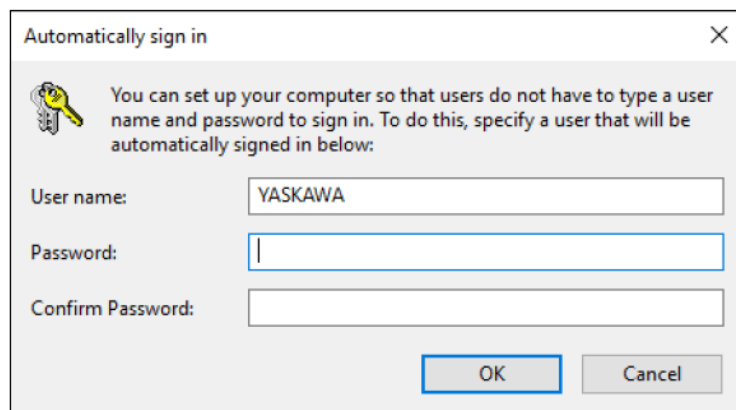 Automatically sign in
You can set up your computer so that users do not have to type a user
name and password to sign in. To do this, specify a user that will be
automatically signed in below:
User name:
YASKAWA
Password:
Confirm Password:
OK
Cancel